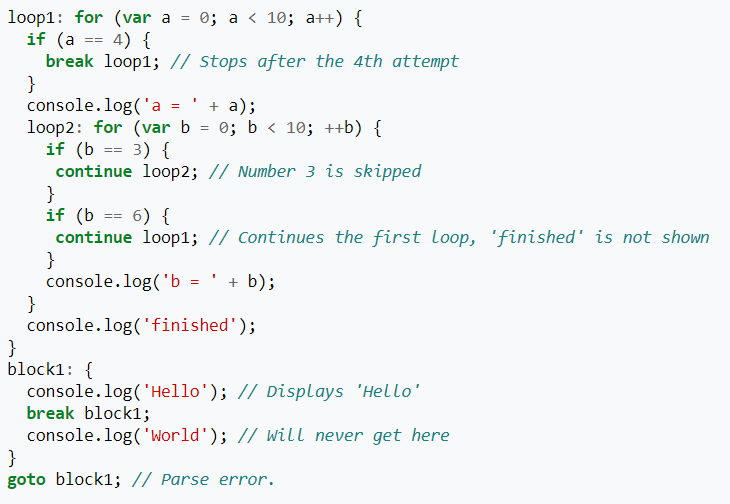 loop1: for (var a = 0; a < 10; a++) {
  if (a == 4) {
    break loop1; // Stops after the 4th attempt
  }
  console.log('a = ' + a);
  loop2: for (var b = 0; b < 10; ++b) {
    if (b == 3) {
     continue loop2; // Number 3 is skipped
    }
    if (b == 6) {
     continue loop1; // Continues the first loop, 'finished' is not shown
    }
    console.log('b = ' + b);
  }
  console.log('finished');
}
block1: {
  console.log('Hello'); // Displays 'Hello'
  break block1;
  console.log('World'); // Will never get here
}
goto block1; // Parse error.